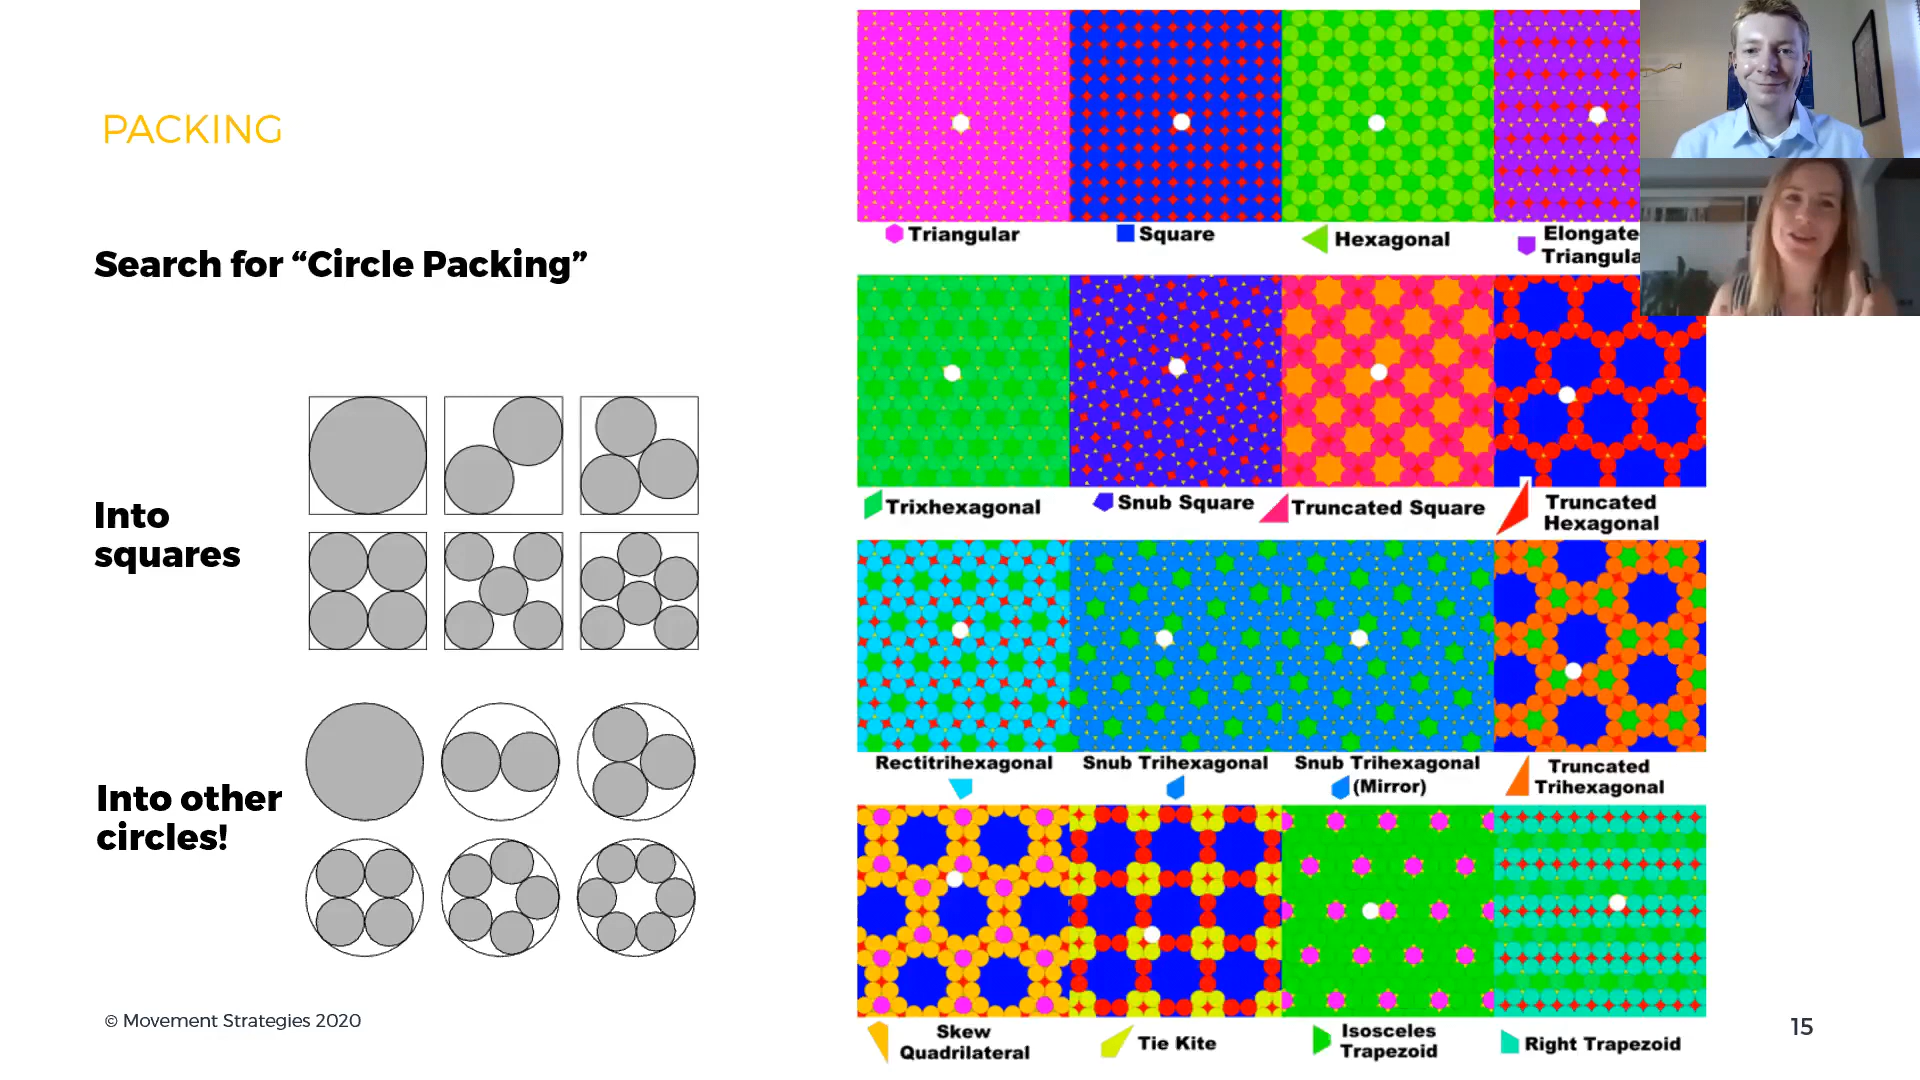 PACKING
Search for “Circle Packing”
Into
squares
Into other
circles!
© Movement Strategies 2020
Triangular
Square
Hexagonal
Elongate
Triangula
Trixhexagonal
Snub Square
Truncated Square
Truncated
Hexagonal
Rectitrihexagonal
Snub Trihexagonal
Snub Trihexagonal
(Mirror)
Truncated
Trihexagonal
Skew
Quadrilateral
Tie Kite
Isosceles
Trapezoid
Right Trapezoid
15